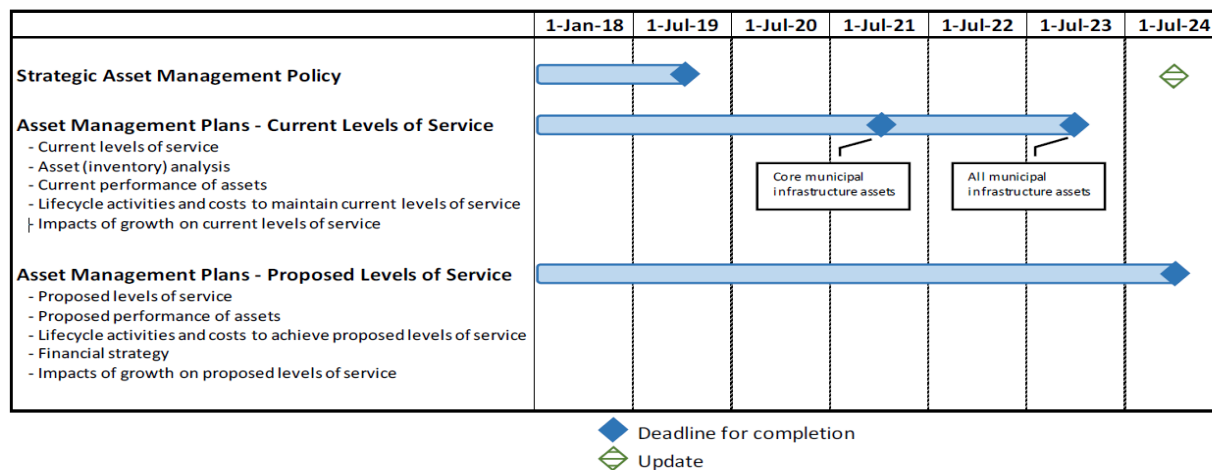 1-Jan-18 1-Jul-19 1-Jul-20 1-Jul-21 1-Jul-22 1-Jul-23 1-Jul-24
Strategic Asset Management Policy
Asset Management Plans - Current Levels of Service
- Current levels of service
- Asset (inventory) analysis
- Current performance of assets
- Lifecycle activities and costs to maintain current levels of service
- Impacts of growth on current levels of service
Core municipal
infrastructure assets
All municipal
infrastructure assets
Asset Management Plans - Proposed Levels of Service
- Proposed levels of service
- Proposed performance of assets
- Lifecycle activities and costs to achieve proposed levels of service
- Financial strategy
- Impacts of growth on proposed levels of service
Deadline for completion
Update